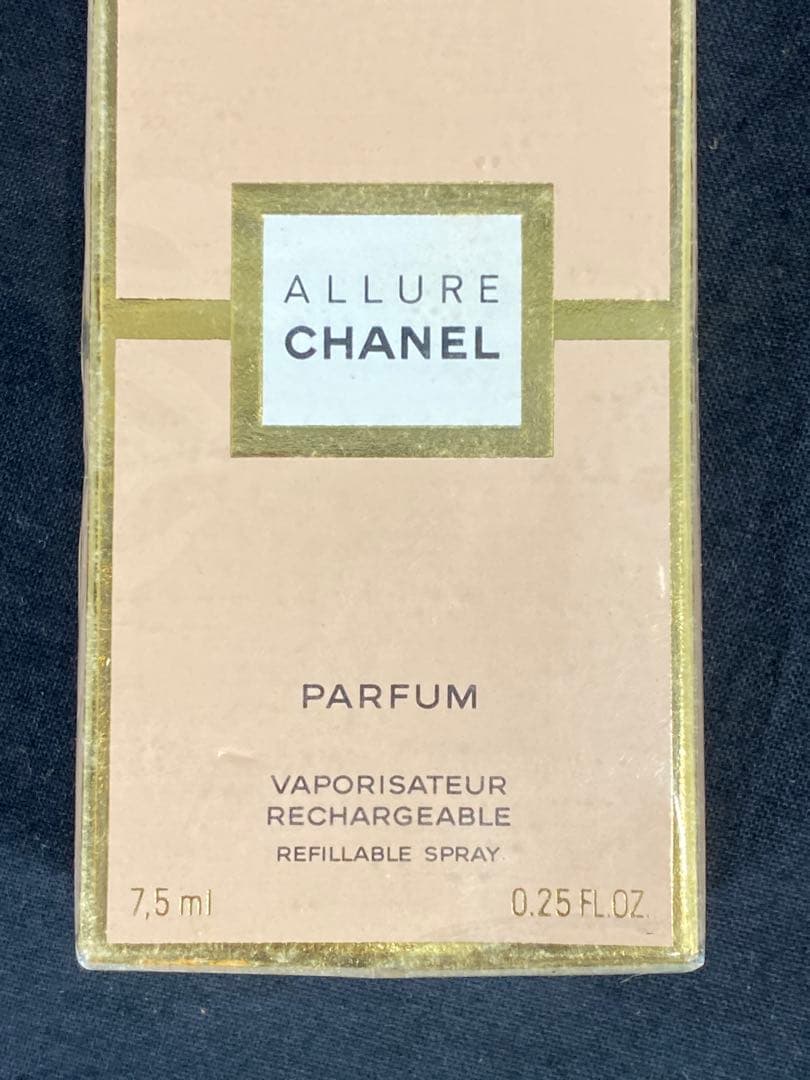 ALLURE
CHANEL
PARFUM
VAPORISATEUR
RECHARGEABLE
REFILLABLE SPRAY
7,5 ml 0.25 FL.OZ.